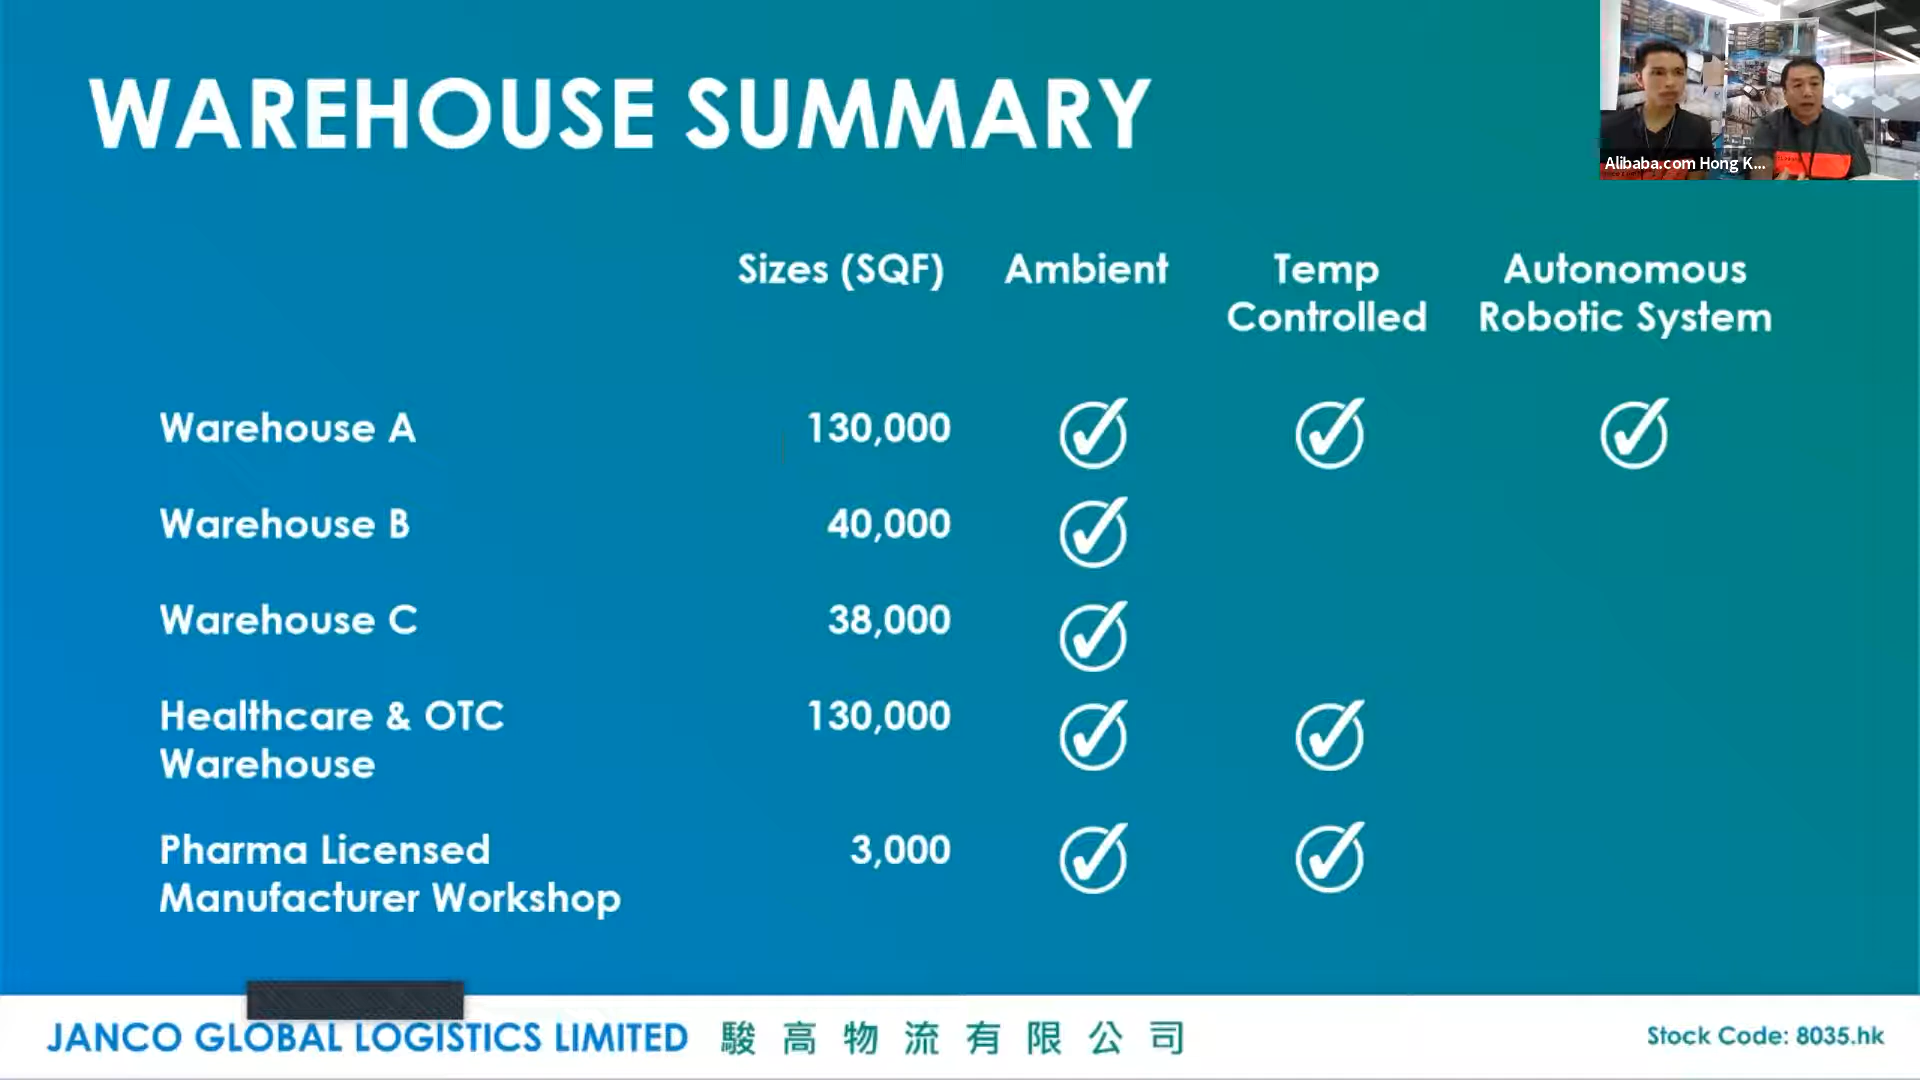 WAREHOUSE SUMMARY
Alibaba.com Hong K...
Sizes (SQF) Ambient Temp Controlled Autonomous Robotic System
Warehouse A 130,000
Warehouse B 40,000
Warehouse C 38,000
Healthcare & OTC Warehouse 130,000
Pharma Licensed Manufacturer Workshop 3,000
JANCO GLOBAL LOGISTICS LIMITED 駿高物流有限公司 Stock Code: 8035.hk